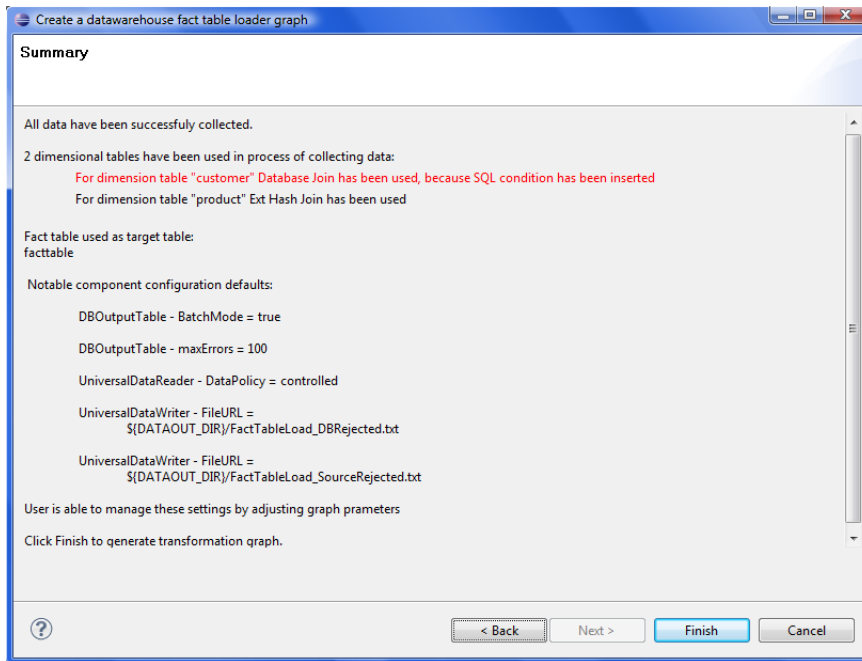 Create a datawarehouse fact table loader graph
Summary
All data have been successfuly collected.
2 dimensional tables have been used in process of collecting data:
For dimension table "customer" Database Join has been used, because SQL condition has been inserted
For dimension table "product" Ext Hash Join has been used
Fact table used as target table:
facttable
Notable component configuration defaults:
DBOutputTable - BatchMode = true
DBOutputTable - maxErrors = 100
UniversalDataReader - DataPolicy = controlled
UniversalDataWriter - FileURL =
${DATAOUT_DIR}/FactTableLoad_DBRejected.txt
UniversalDataWriter - FileURL =
${DATAOUT_DIR}/FactTableLoad_SourceRejected.txt
User is able to manage these settings by adjusting graph prameters
Click Finish to generate transformation graph.
?
< Back Next > Finish Cancel